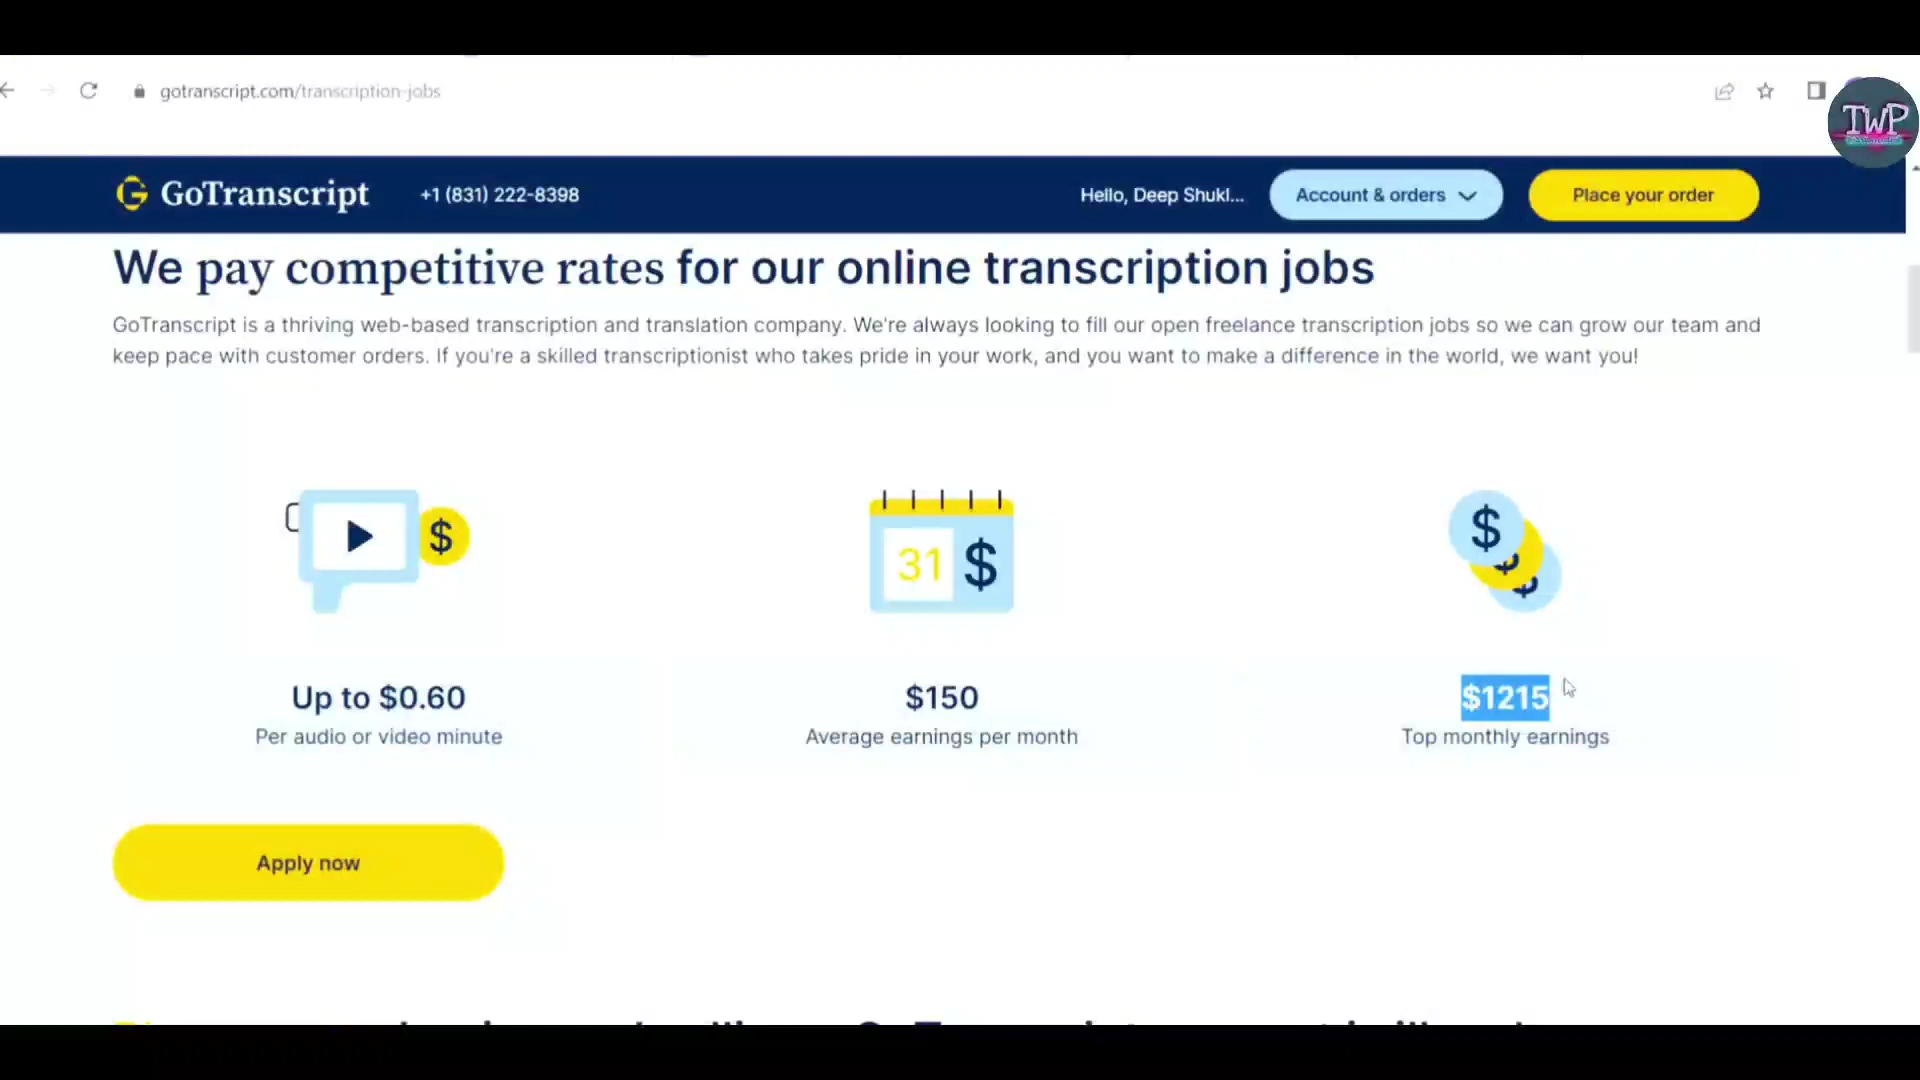 gotranscript.com/transcription-jobs
TWP
GoTranscript +1 (831) 222-8398 Hello, Deep Shukl... Account & orders Place your order
We pay competitive rates for our online transcription jobs
GoTranscript is a thriving web-based transcription and translation company. We're always looking to fill our open freelance transcription jobs so we can grow our team and
keep pace with customer orders. If you're a skilled transcriptionist who takes pride in your work, and you want to make a difference in the world, we want you!
$ 31 $ $
Up to $0.60 $150 $1215
Per audio or video minute Average earnings per month Top monthly earnings
Apply now